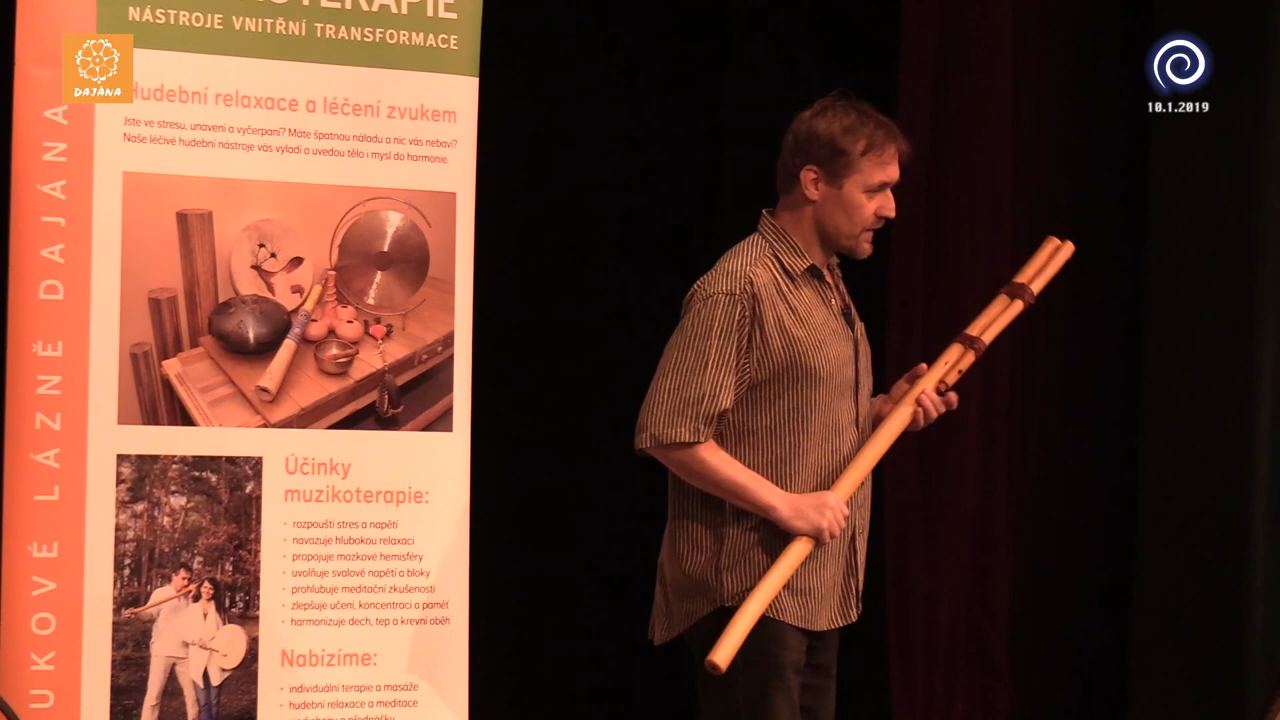 NÁSTROJE VNITŘNÍ TRANSFORMACE
DAJÁNA
10.1.2019
LÁZNĚ DAJÁNA
Hudební relaxace a léčení zvukem
Jste ve stresu, unavení a vyčerpaní? Máte špatnou náladu a nic vás nebaví?
Naše léčivé hudební nástroje vás vyladí a uvedou tělo i mysl do harmonie.
Účinky
muzikoterapie:
- rozpouští stres a napětí
- navozuje hlubokou relaxaci
- propojuje mozkové hemisféry
- uvolňuje svalové napětí a bloky
- prohlubuje meditační zkušenosti
- zlepšuje učení, koncentraci a paměť
- harmonizuje dech, tep a krevní oběh
Nabízíme:
- individuální terapie a masáže
- hudební relaxace a meditace